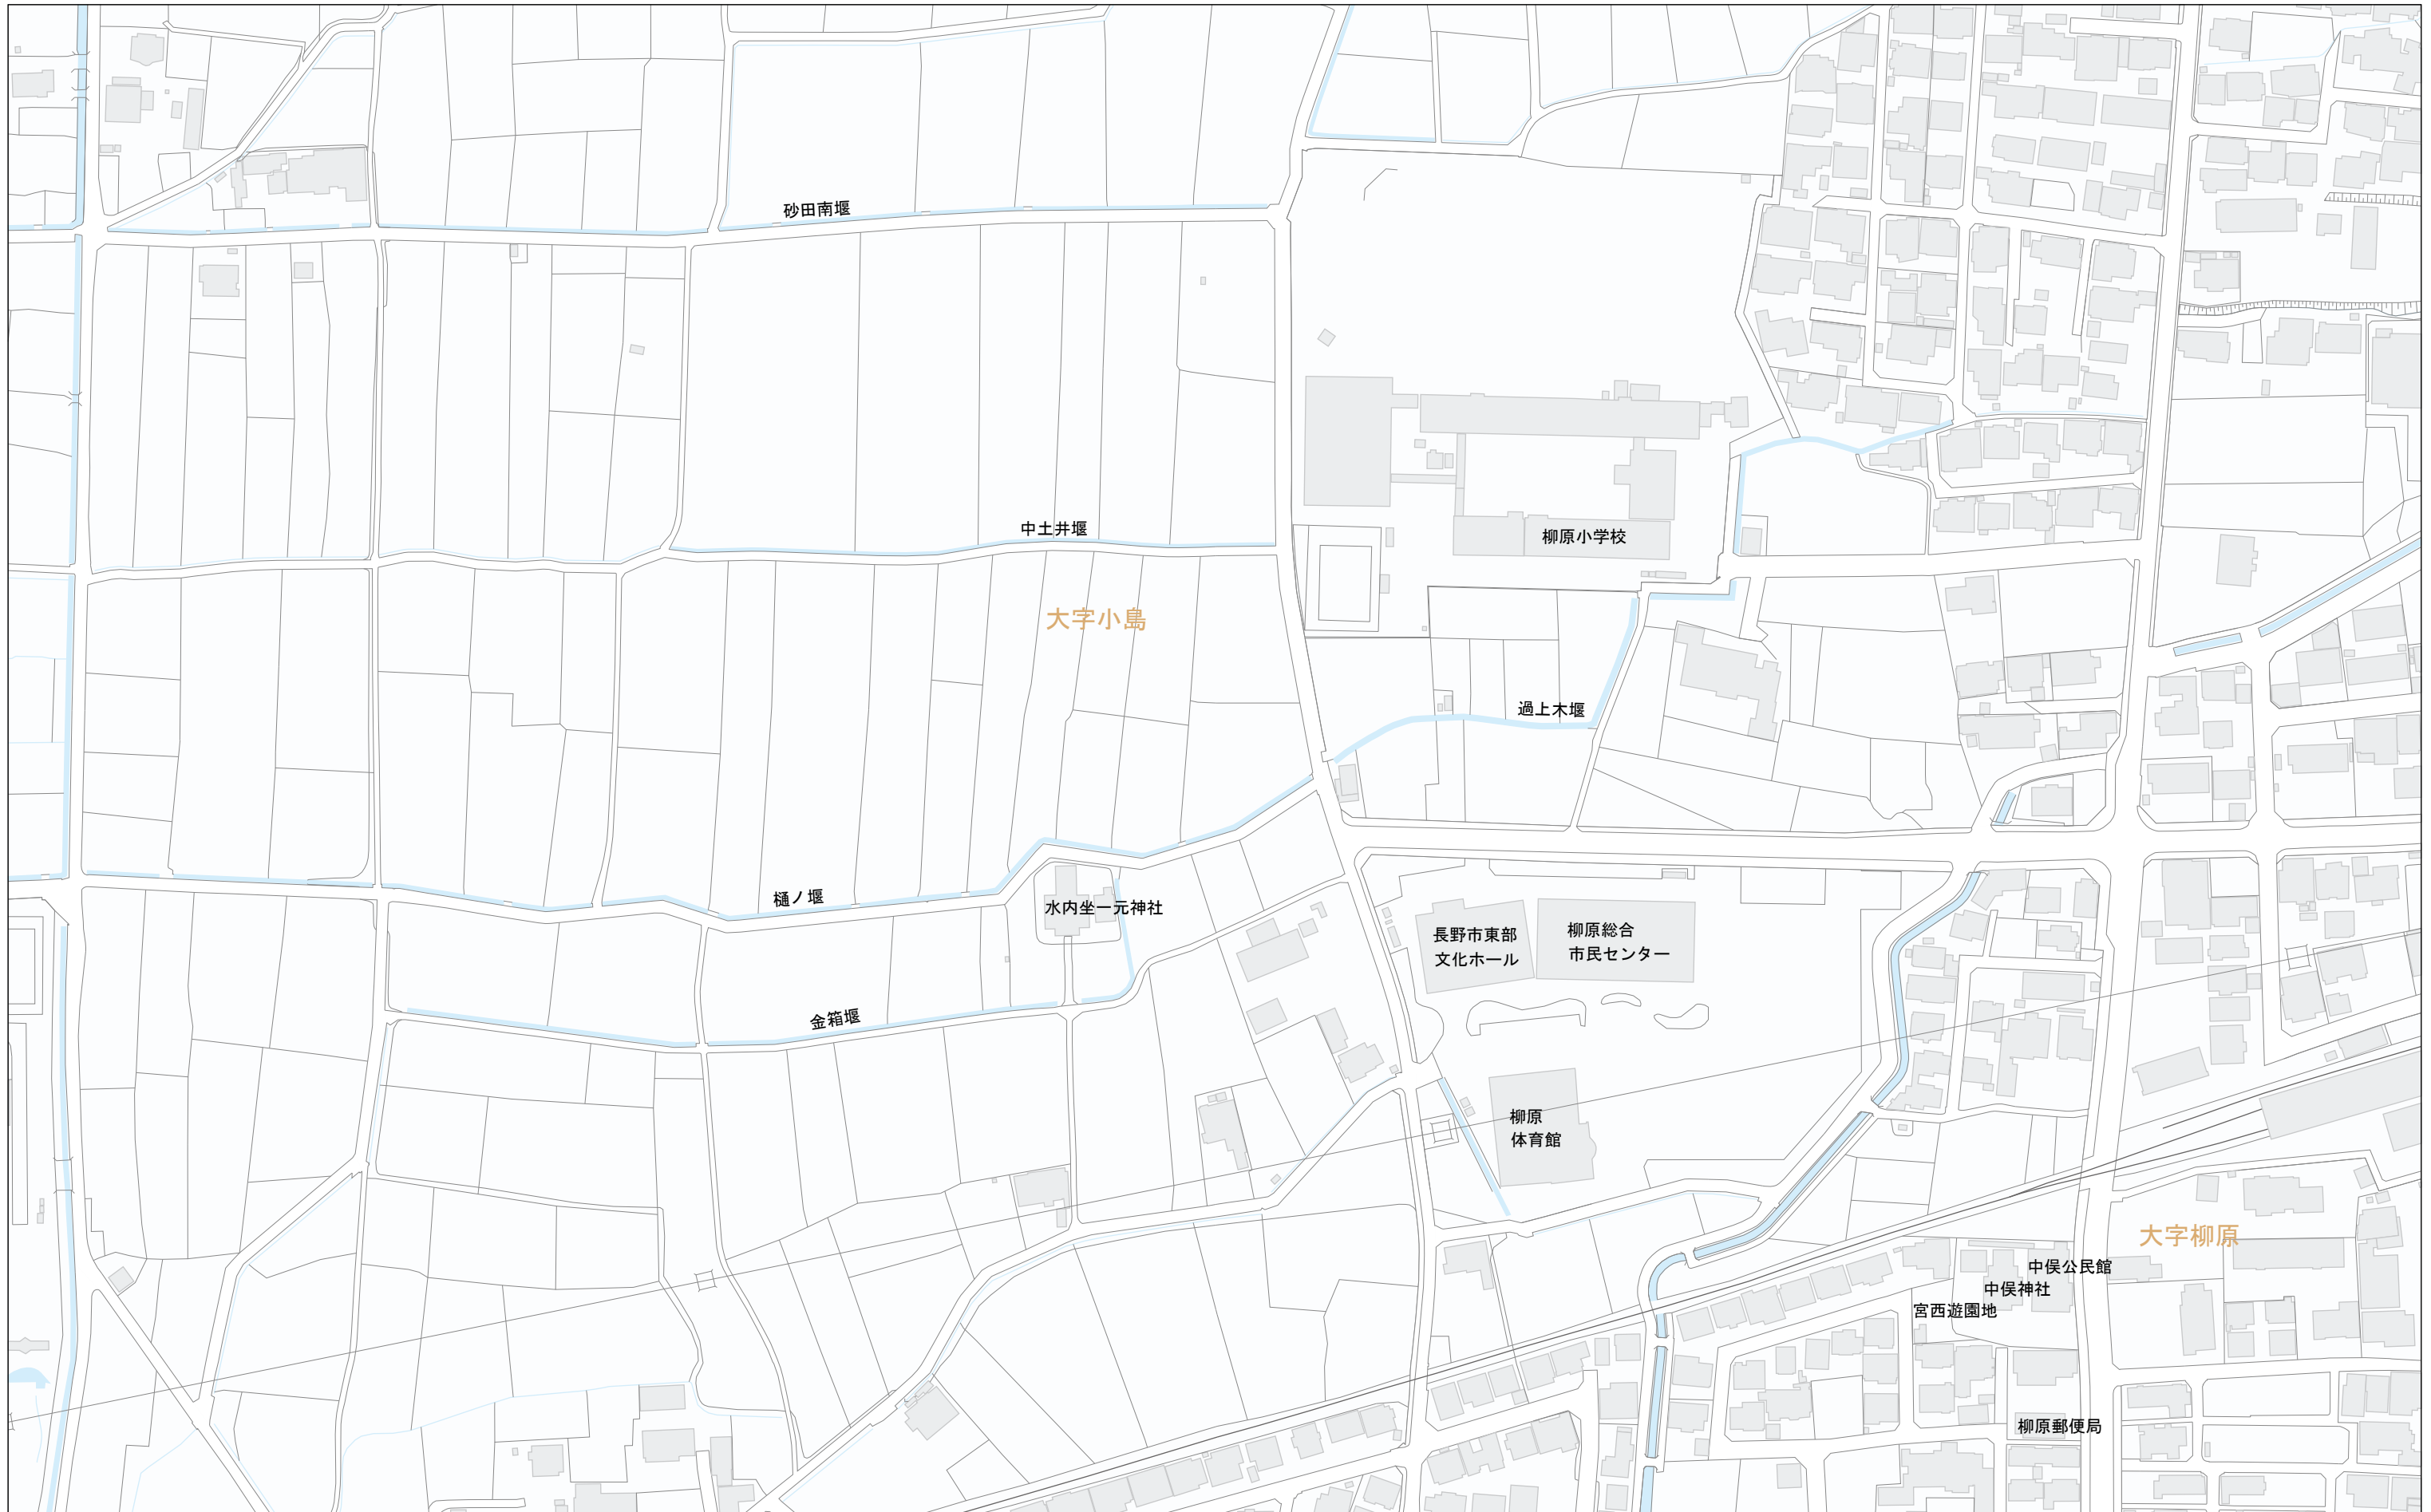 砂田南堰
中土井堰
柳原小学校
大字小島
過上木堰
樋ノ堰
水内坐一元神社
長野市東部
文化ホール
柳原総合
市民センター
金箱堰
柳原
体育館
大字柳原
中俣公民館
中俣神社
宮西遊園地
柳原郵便局